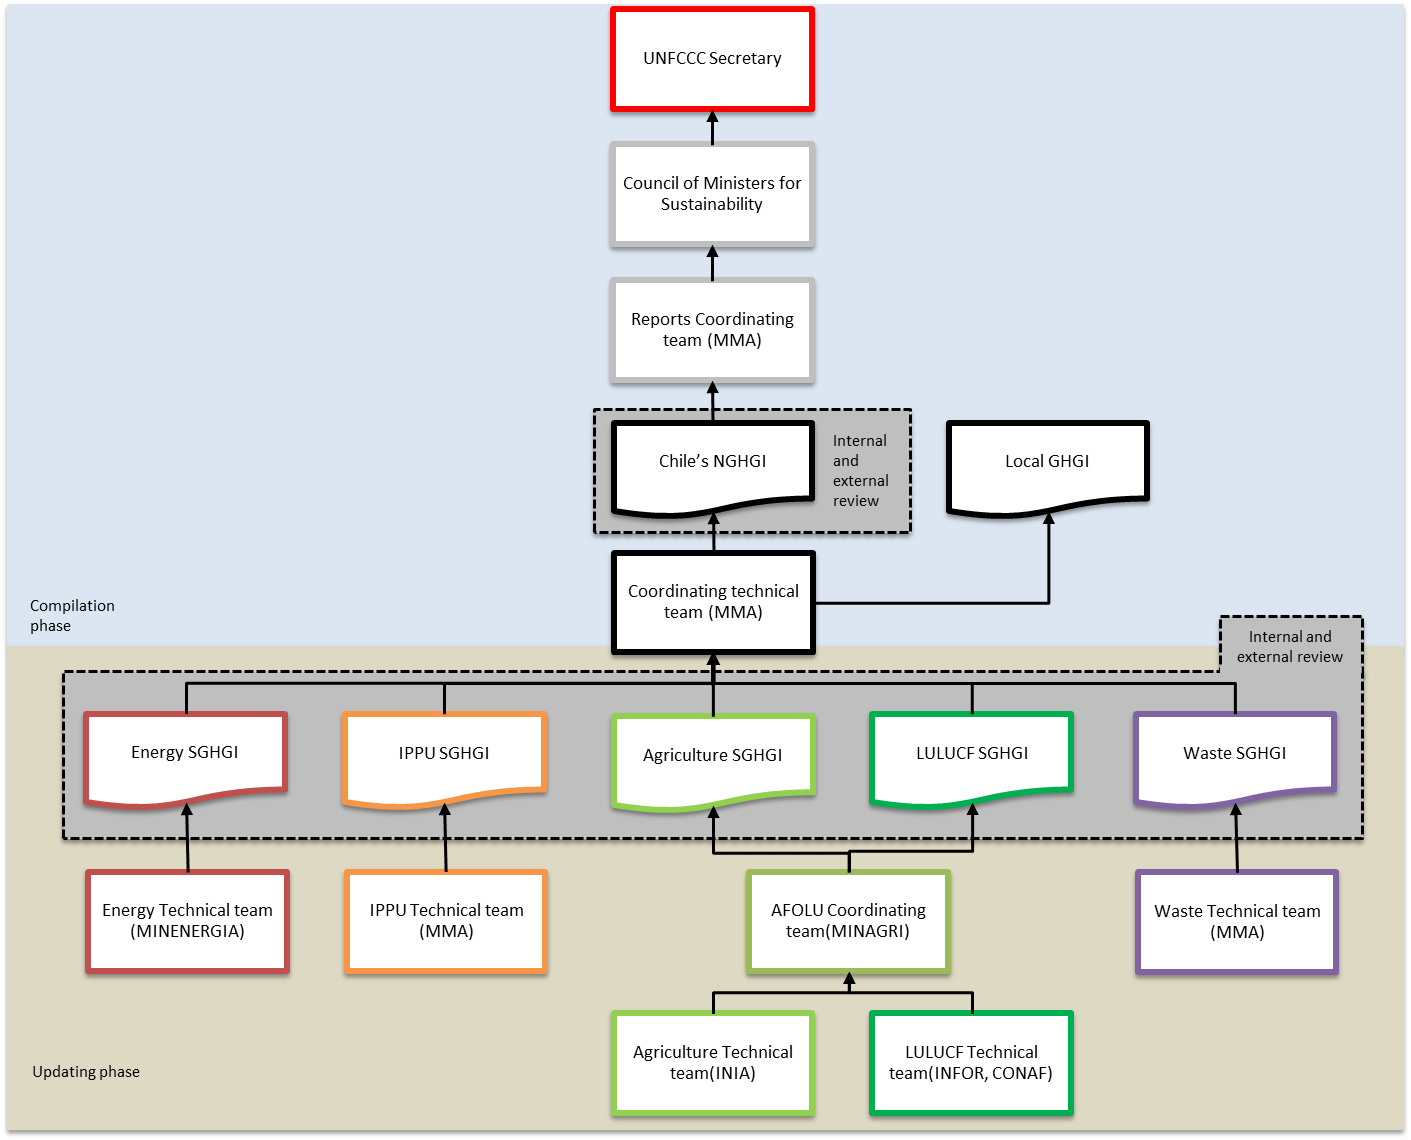 UNFCCC Secretary
Council of Ministers for
Sustainability
Reports Coordinating
team (MMA)
Chile's NGHGI
Internal
and
external
review
Local GHGI
Coordinating technical
team (MMA)
Compilation
phase
Internal and
external review
Energy SGHGI
IPPU SGHGI
Agriculture SGHGI
LULUCF SGHGI
Waste SGHGI
Energy Technical team
(MINENERGIA)
IPPU Technical team
(MMA)
AFOLU Coordinating
team(MINAGRI)
Waste Technical team
(MMA)
Agriculture Technical
team(INIA)
LULUCF Technical
team(INFOR, CONAF)
Updating phase